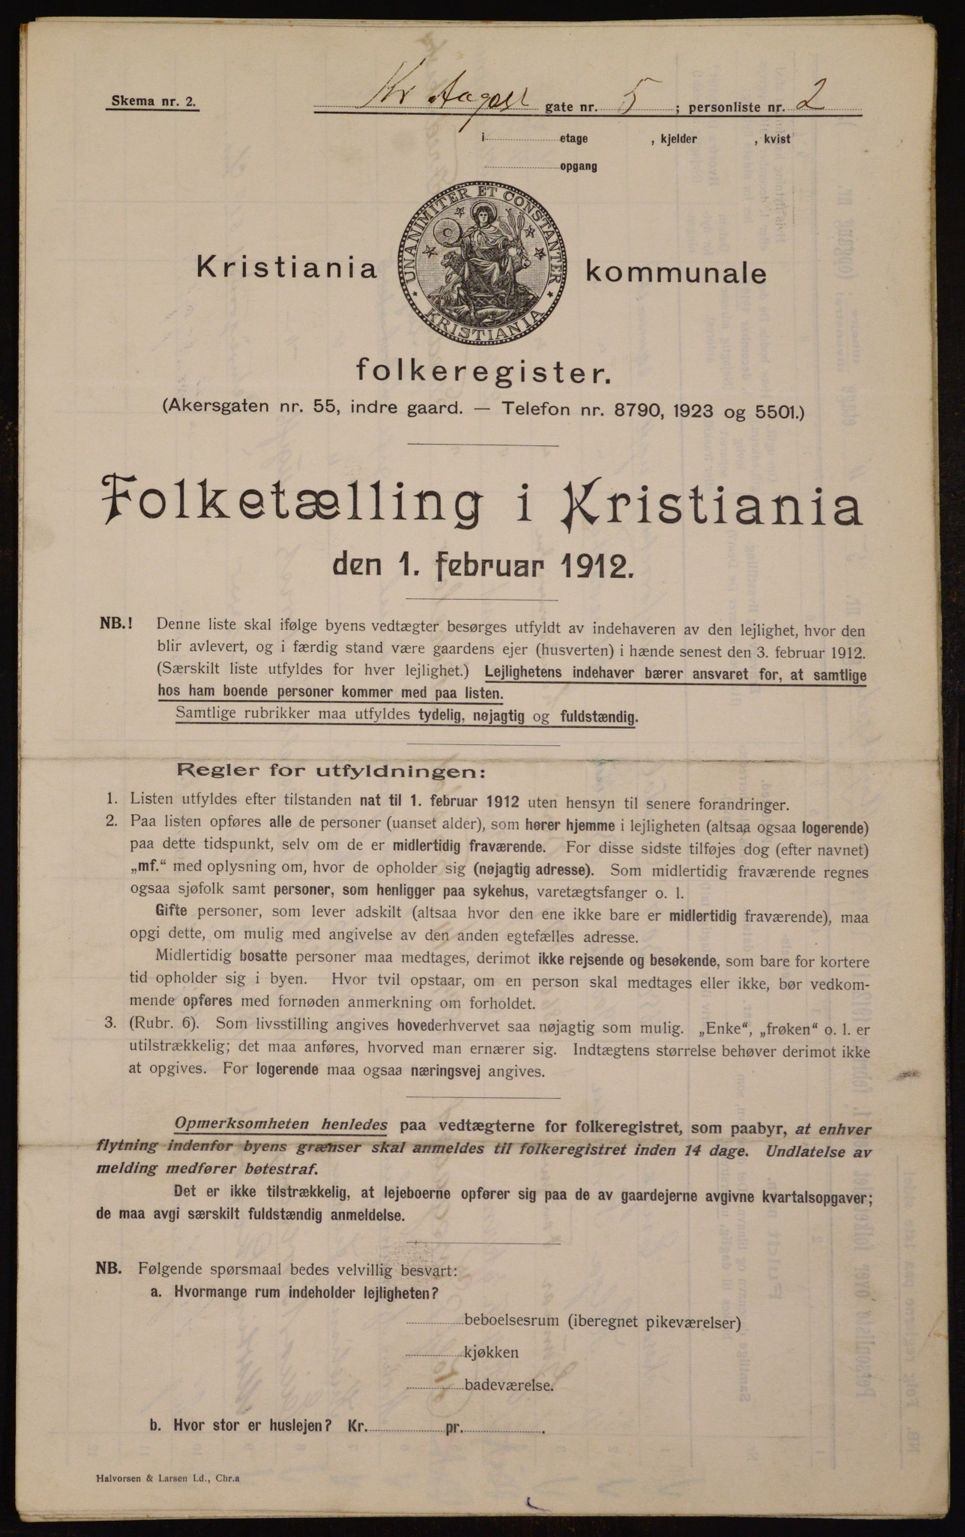 Skema nr. 2.
Kr Aagest gate nr. 5 ; personliste nr. 2
i etage , kjelder , kvist
opgang
UNANIMITER ET CONSTANTER
KRISTIANIA
Kristiania kommunale
folkeregister.
(Akersgaten nr. 55, indre gaard. — Telefon nr. 8790, 1923 og 5501.)
Folketælling i Kristiania
den 1. februar 1912.
NB.! Denne liste skal ifølge byens vedtægter besørges utfyldt av indehaveren av den lejlighet, hvor den
blir avlevert, og i færdig stand være gaardens ejer (husverten) i hænde senest den 3. februar 1912.
(Særskilt liste utfyldes for hver lejlighet.) Lejlighetens indehaver bærer ansvaret for, at samtlige
hos ham boende personer kommer med paa listen.
Samtlige rubrikker maa utfyldes tydelig, nøjagtig og fuldstændig.
Regler for utfyldningen:
1. Listen utfyldes efter tilstanden nat til 1. februar 1912 uten hensyn til senere forandringer.
2. Paa listen opføres alle de personer (uanset alder), som hører hjemme i lejligheten (altsaa ogsaa logerende)
paa dette tidspunkt, selv om de er midlertidig fraværende. For disse sidste tilføjes dog (efter navnet)
„mf.“ med oplysning om, hvor de opholder sig (nøjagtig adresse). Som midlertidig fraværende regnes
ogsaa sjøfolk samt personer, som henligger paa sykehus, varetægtsfanger o. l.
Gifte personer, som lever adskilt (altsaa hvor den ene ikke bare er midlertidig fraværende), maa
opgi dette, om mulig med angivelse av den anden egtefælles adresse.
Midlertidig bosatte personer maa medtages, derimot ikke rejsende og besøkende, som bare for kortere
tid opholder sig i byen. Hvor tvil opstaar, om en person skal medtages eller ikke, bør vedkom-
mende opføres med fornøden anmerkning om forholdet.
3. (Rubr. 6). Som livsstilling angives hovederhvervet saa nøjagtig som mulig. „Enke“, „frøken“ o. l. er
utilstrækkelig; det maa anføres, hvorved man ernærer sig. Indtægtens størrelse behøver derimot ikke
at opgives. For logerende maa ogsaa næringsvej angives.
Opmerksomheten henledes paa vedtægterne for folkeregistret, som paabyr, at enhver
flytning indenfor byens grænser skal anmeldes til folkeregistret inden 14 dage. Undlatelse av
melding medfører bøtestraf.
Det er ikke tilstrækkelig, at lejeboerne opfører sig paa de av gaardejerne avgivne kvartalsopgaver;
de maa avgi særskilt fuldstændig anmeldelse.
NB. Følgende spørsmaal bedes velvillig besvart:
a. Hvormange rum indeholder lejligheten?
beboelsesrum (iberegnet pikeværelser)
kjøkken
badeværelse.
b. Hvor stor er huslejen? Kr. pr. .
Halvorsen & Larsen Ld., Chr.a